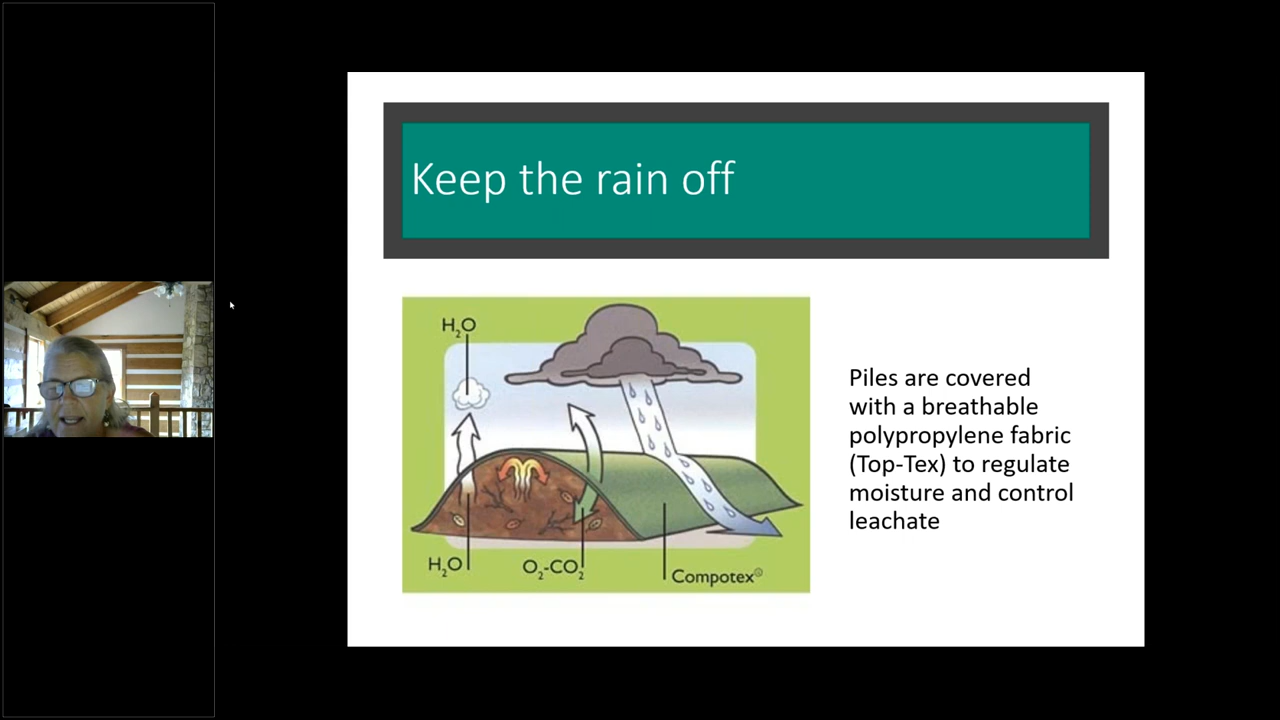 Keep the rain off
H₂O
H₂O
O₂-CO₂
Compotex®
Piles are covered
with a breathable
polypropylene fabric
(Top-Tex) to regulate
moisture and control
leachate